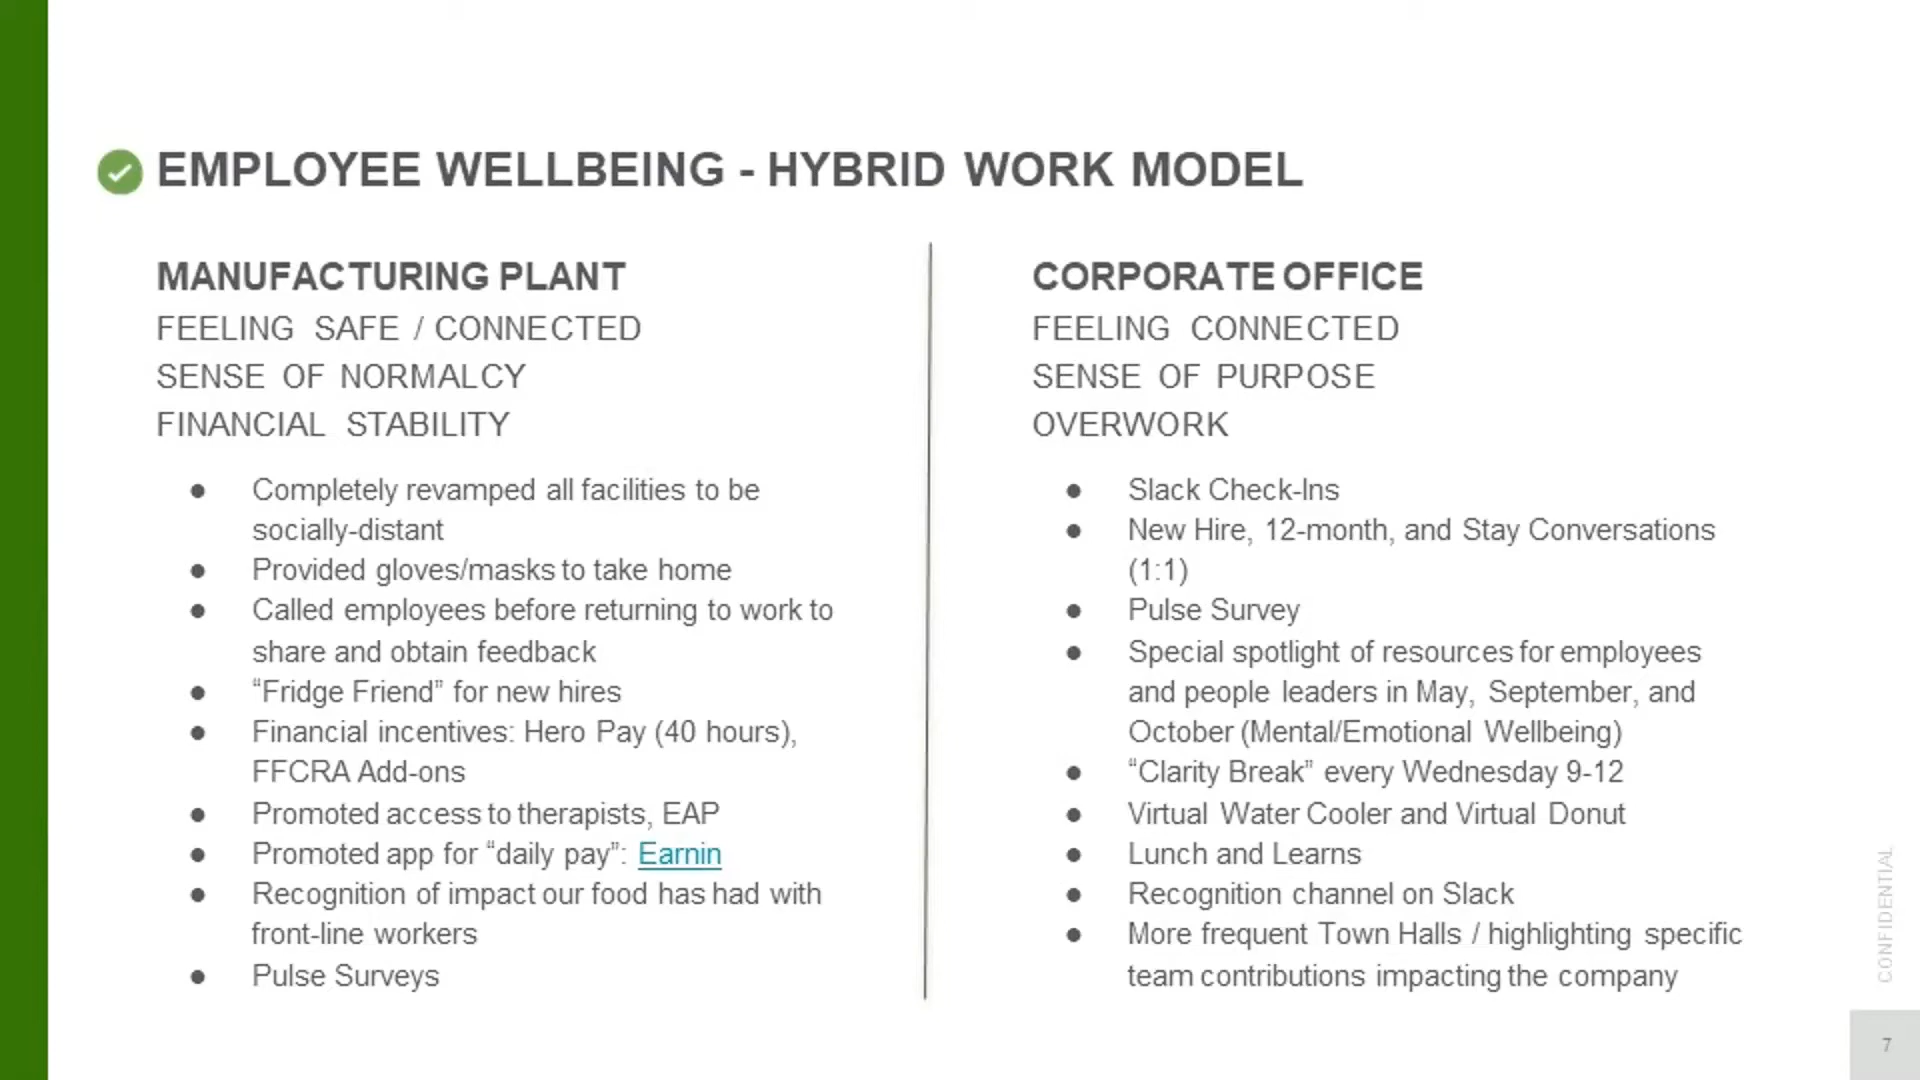 EMPLOYEE WELLBEING - HYBRID WORK MODEL
MANUFACTURING PLANT
FEELING SAFE / CONNECTED
SENSE OF NORMALCY
FINANCIAL STABILITY
● Completely revamped all facilities to be
socially-distant
● Provided gloves/masks to take home
● Called employees before returning to work to
share and obtain feedback
● “Fridge Friend” for new hires
● Financial incentives: Hero Pay (40 hours),
FFCRA Add-ons
● Promoted access to therapists, EAP
● Promoted app for “daily pay”: Earnin
● Recognition of impact our food has had with
front-line workers
● Pulse Surveys
CORPORATE OFFICE
FEELING CONNECTED
SENSE OF PURPOSE
OVERWORK
● Slack Check-Ins
● New Hire, 12-month, and Stay Conversations
(1:1)
● Pulse Survey
● Special spotlight of resources for employees
and people leaders in May, September, and
October (Mental/Emotional Wellbeing)
● “Clarity Break” every Wednesday 9-12
● Virtual Water Cooler and Virtual Donut
● Lunch and Learns
● Recognition channel on Slack
● More frequent Town Halls / highlighting specific
team contributions impacting the company
CONFIDENTIAL
7